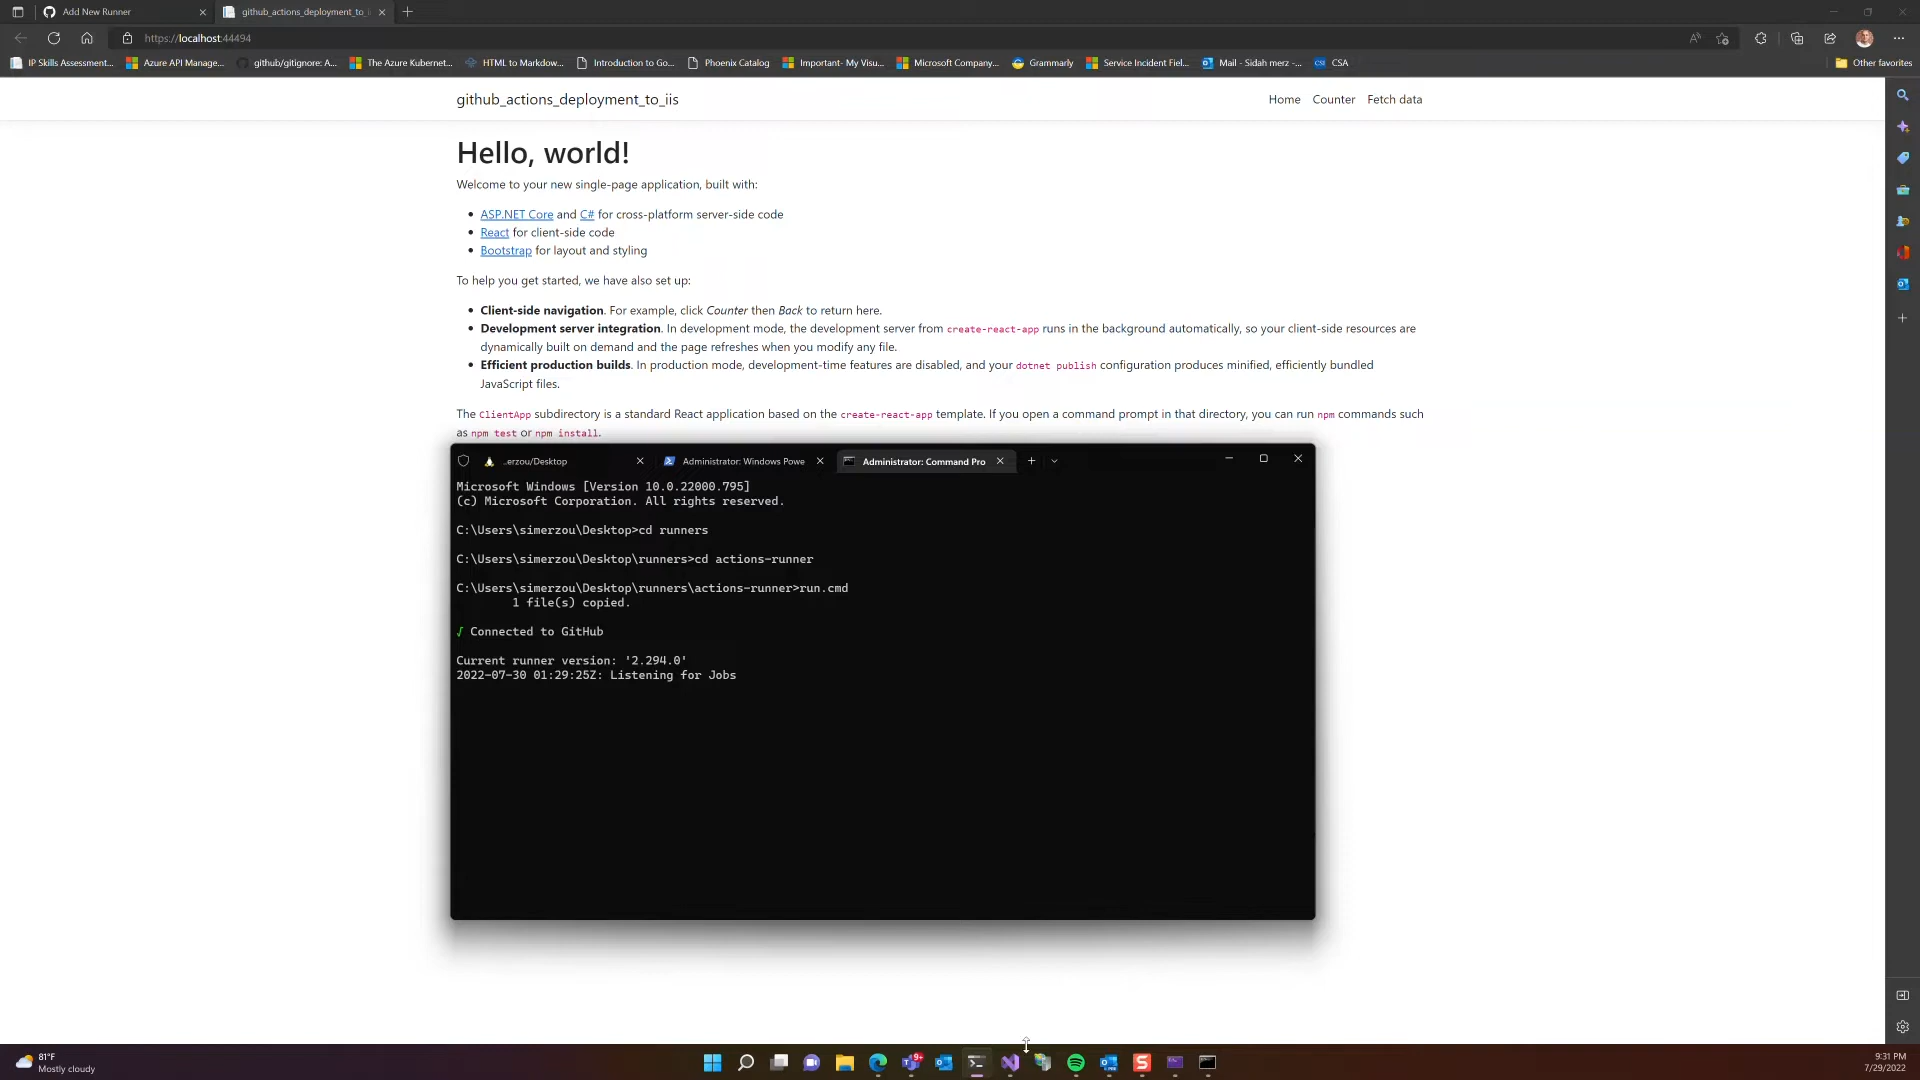 Add New Runner
github_actions_deployment_to_i
https://localhost:44494
IP Skills Assessment...
Azure API Manage...
github/gitignore: A...
The Azure Kubernet...
HTML to Markdow...
Introduction to Go...
Phoenix Catalog
Important- My Visu...
Microsoft Company...
Grammarly
Service Incident Fiel...
Mail - Sidah merz -...
CSA
Other favorites
github_actions_deployment_to_iis
Home
Counter
Fetch data
Hello, world!
Welcome to your new single-page application, built with:
ASP.NET Core and C# for cross-platform server-side code
React for client-side code
Bootstrap for layout and styling
To help you get started, we have also set up:
Client-side navigation. For example, click Counter then Back to return here.
Development server integration. In development mode, the development server from create-react-app runs in the background automatically, so your client-side resources are
dynamically built on demand and the page refreshes when you modify any file.
Efficient production builds. In production mode, development-time features are disabled, and your dotnet publish configuration produces minified, efficiently bundled
JavaScript files.
The ClientApp subdirectory is a standard React application based on the create-react-app template. If you open a command prompt in that directory, you can run npm commands such
as npm test or npm install.
..erzou/Desktop
Administrator: Windows Powe
Administrator: Command Pro
Microsoft Windows [Version 10.0.22000.795]
(c) Microsoft Corporation. All rights reserved.
C:\Users\simerzou\Desktop>cd runners
C:\Users\simerzou\Desktop\runners>cd actions-runner
C:\Users\simerzou\Desktop\runners\actions-runner>run.cmd
1 file(s) copied.
√ Connected to GitHub
Current runner version: '2.294.0'
2022-07-30 01:29:25Z: Listening for Jobs
81°F
Mostly cloudy
9+
9:31 PM
7/29/2022